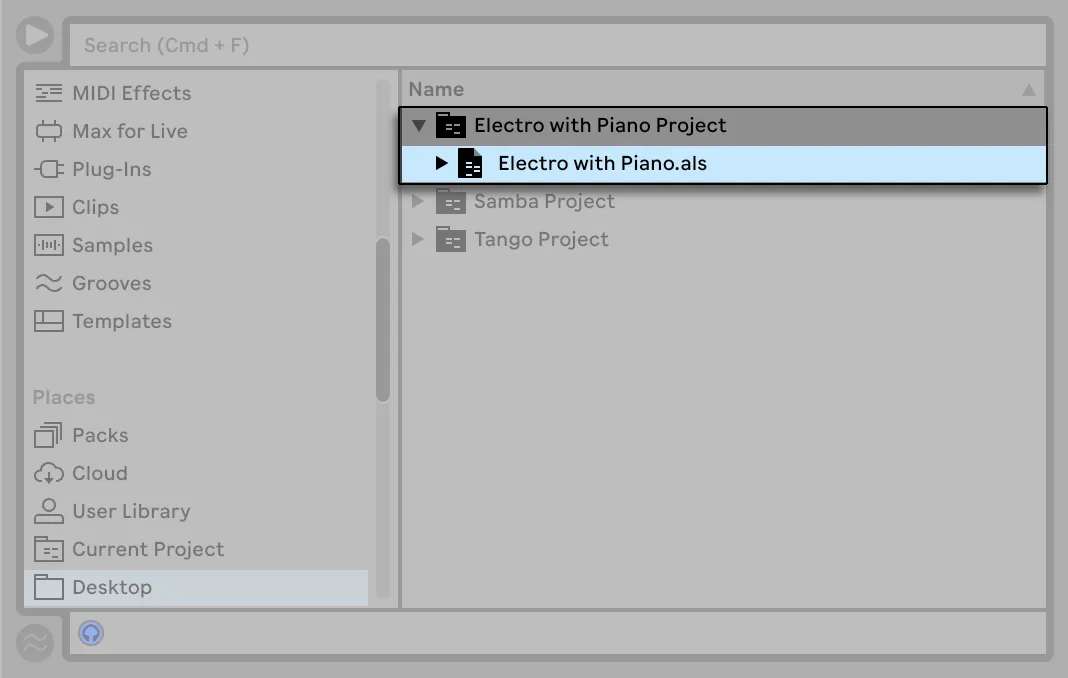 Search (Cmd + F)
MIDI Effects
Max for Live
Plug-Ins
Clips
Samples
Grooves
Templates
Places
Packs
Cloud
User Library
Current Project
Desktop
Name
Electro with Piano Project
Electro with Piano.als
Samba Project
Tango Project